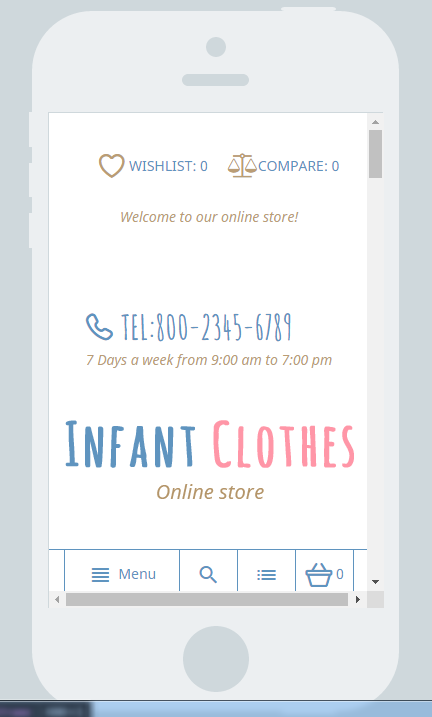 WISHLIST: 0 COMPARE: 0
Welcome to our online store!
TEL:800-2345-6789
7 Days a week from 9:00 am to 7:00 pm
Infant Clothes
Online store
Menu 0